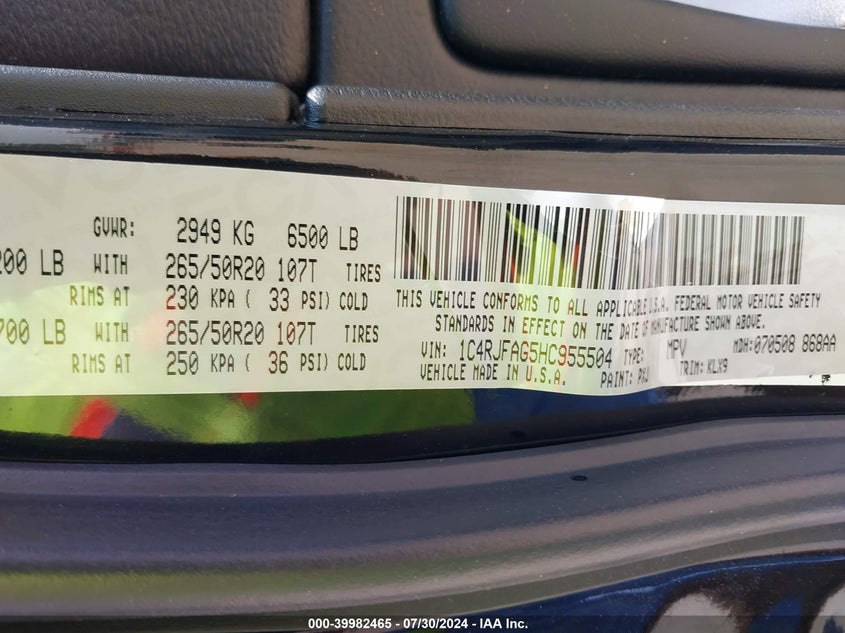 GVWR: 2949 KG 6500 LB
200 LB WITH 265/50R20 107T TIRES
RIMS AT 230 KPA ( 33 PSI) COLD
700 LB WITH 265/50R20 107T TIRES
RIMS AT 250 KPA ( 36 PSI) COLD
THIS VEHICLE CONFORMS TO ALL APPLICABLE U.S.A. FEDERAL MOTOR VEHICLE SAFETY
STANDARDS IN EFFECT ON THE DATE OF MANUFACTURE SHOWN ABOVE.
VIN: 1C4RJFAG5HC955504 TYPE: MPV MDH: 070508 868AA
VEHICLE MADE IN U.S.A. PAINT: PXJ TRIM: KLX9
000-39982465 - 07/30/2024 - IAA Inc.